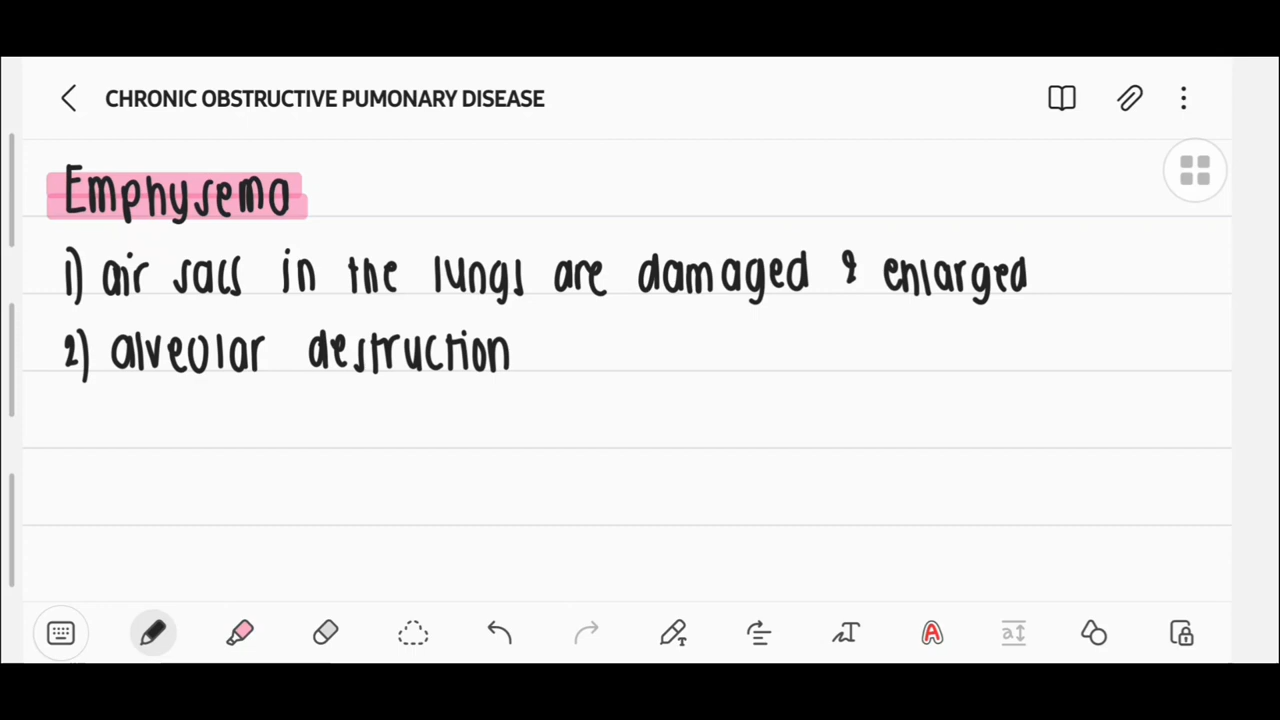 CHRONIC OBSTRUCTIVE PUMONARY DISEASE
Emphysema
1) air sacs in the lungs are damaged & enlarged
2) alveolar destruction